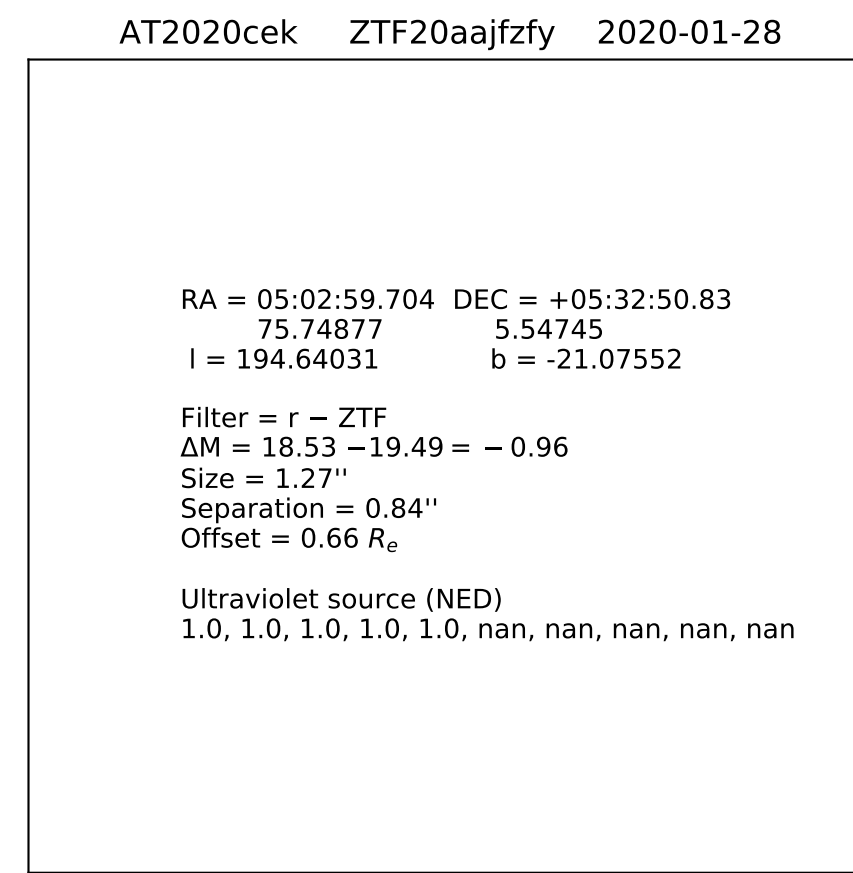 AT2020cek ZTF20aajfzfy 2020-01-28
RA = 05:02:59.704 DEC = +05:32:50.83
75.74877 5.54745
l = 194.64031 b = -21.07552
Filter = r − ZTF
ΔM = 18.53 −19.49 = − 0.96
Size = 1.27''
Separation = 0.84''
Offset = 0.66 Re
Ultraviolet source (NED)
1.0, 1.0, 1.0, 1.0, 1.0, nan, nan, nan, nan, nan